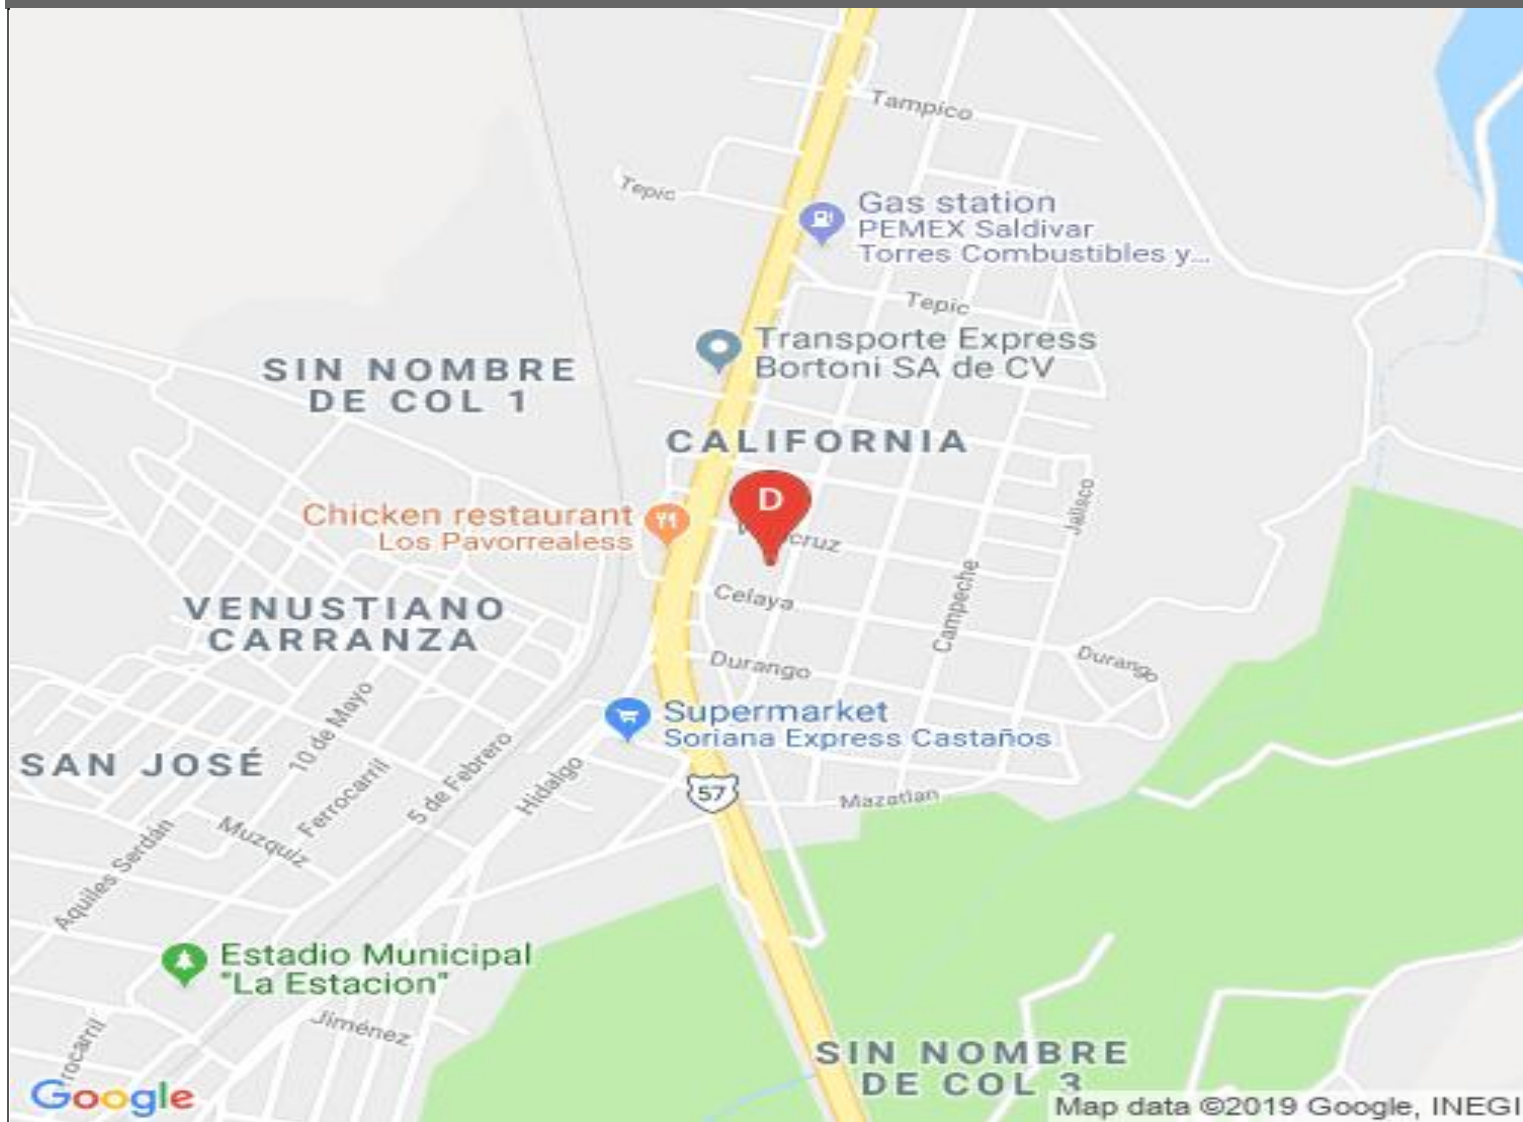 Tampico
Tepic
Gas station
PEMEX Saldivar
Torres Combustibles y...
Tepic
Transporte Express
Bortoni SA de CV
SIN NOMBRE
DE COL 1
CALIFORNIA
D
Chicken restaurant
Los Pavorrealess
cruz
Jalisco
Celaya
Campeche
VENUSTIANO
CARRANZA
Durango
Durango
Supermarket
Soriana Express Castaños
10 de Mayo
SAN JOSÉ
Ferrocarril
5 de Febrero
Hidalgo
57
Mazatlan
Muzquiz
Aquiles Serdán
Estadio Municipal
"La Estacion"
Jiménez
rocarril
SIN NOMBRE
DE COL 3
Google
Map data ©2019 Google, INEGI